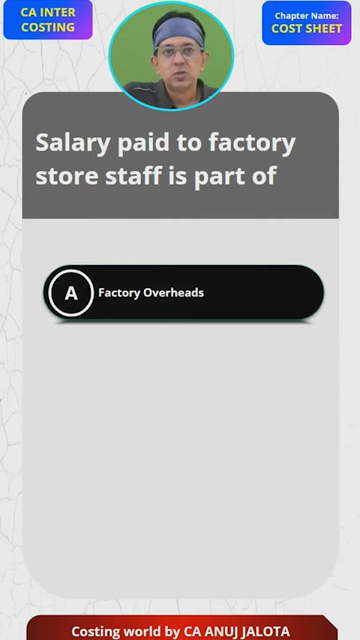 CA INTER
COSTING
Chapter Name:
COST SHEET
Salary paid to factory
store staff is part of
A
Factory Overheads
Costing world by CA ANUJ JALOTA